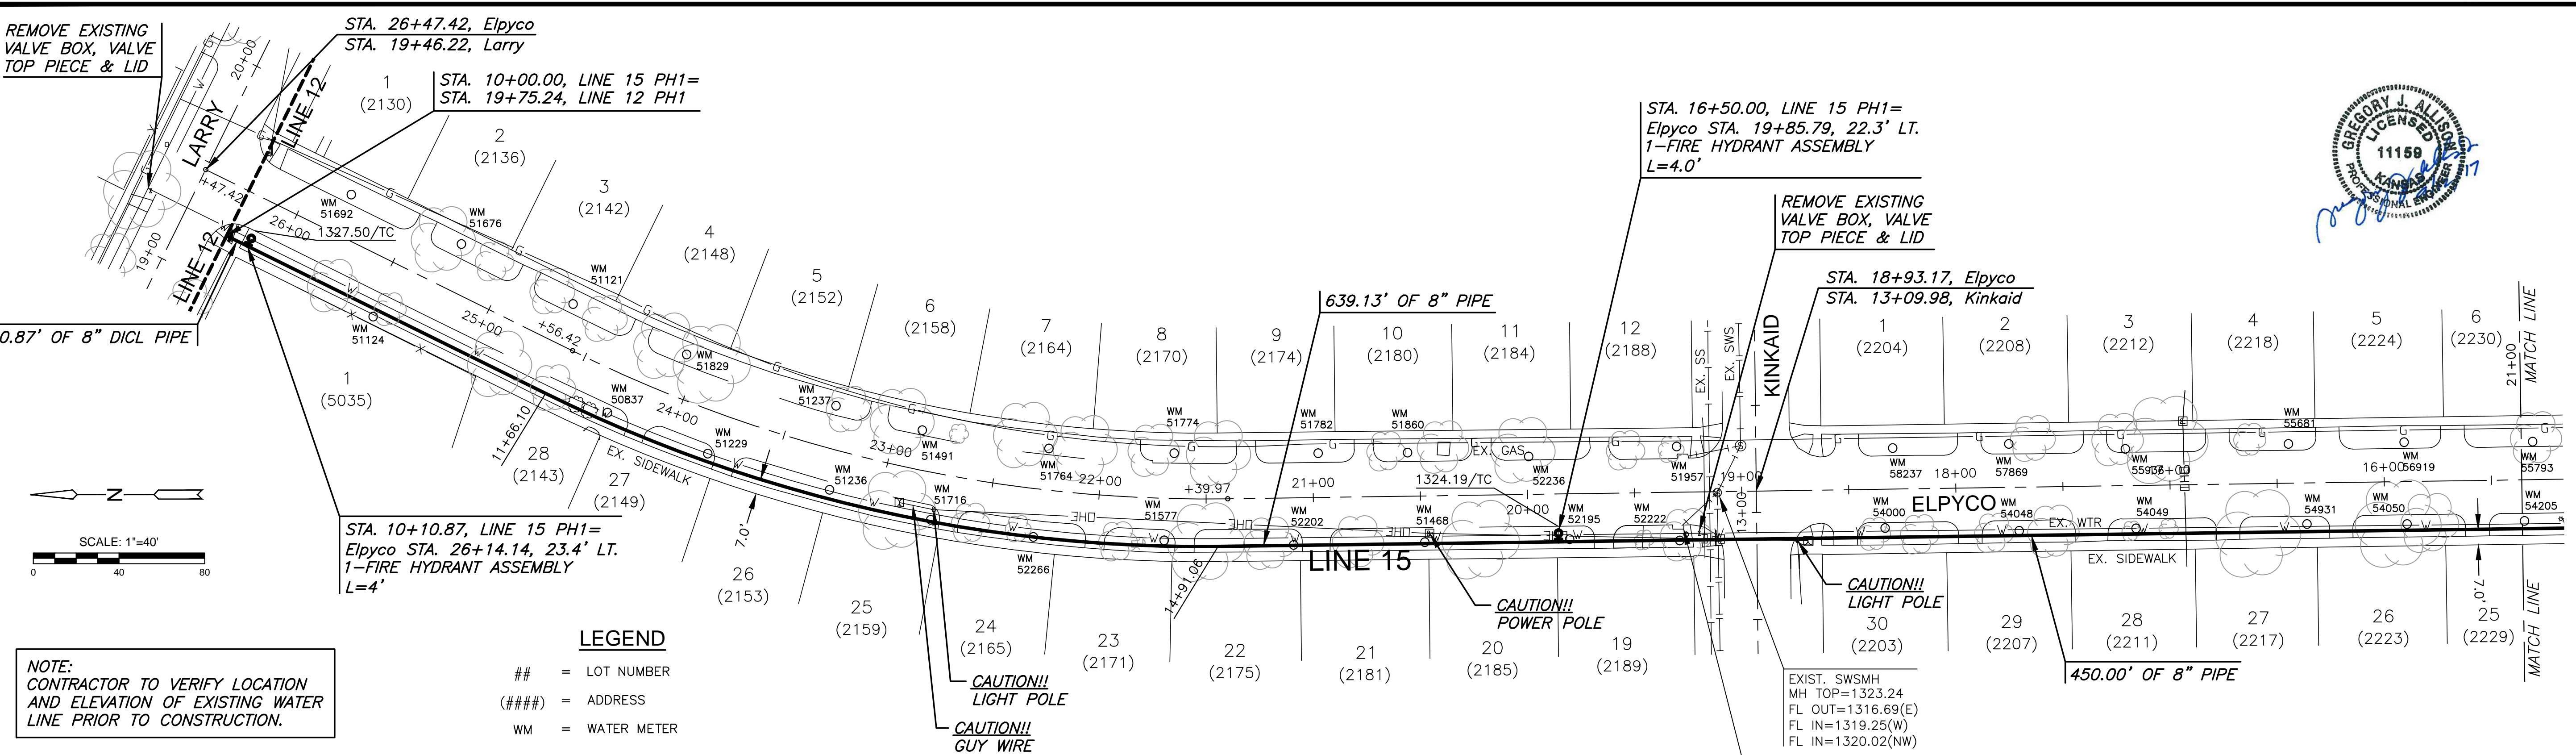 REMOVE EXISTING
VALVE BOX, VALVE
TOP PIECE & LID
STA. 26+47.42, Elpyco
STA. 19+46.22, Larry
STA. 10+00.00, LINE 15 PH1=
STA. 19+75.24, LINE 12 PH1
20+00
LARRY
LINE 12
+47.42
19+00
LINE 12
26+00
1327.50/TC
0.87' OF 8" DICL PIPE
1
(2130)
2
(2136)
3
(2142)
4
(2148)
5
(2152)
6
(2158)
7
(2164)
8
(2170)
9
(2174)
10
(2180)
11
(2184)
12
(2188)
WM
51692
WM
51676
WM
51121
WM
51829
WM
51237
WM
51491
WM
51764
WM
51774
WM
51782
WM
51860
WM
52236
WM
51957
EX. GAS
639.13' OF 8" PIPE
STA. 16+50.00, LINE 15 PH1=
Elpyco STA. 19+85.79, 22.3' LT.
1-FIRE HYDRANT ASSEMBLY
L=4.0'
REMOVE EXISTING
VALVE BOX, VALVE
TOP PIECE & LID
STA. 18+93.17, Elpyco
STA. 13+09.98, Kinkaid
GREGORY J. ALLISON
LICENSED
11159
KANSAS
PROFESSIONAL ENGINEER
EX. SS
EX. SWS
KINKAID
1
(2204)
2
(2208)
3
(2212)
4
(2218)
5
(2224)
6
(2230)
21+00
MATCH LINE
25+00
+56.42
24+00
23+00
22+00
+39.97
21+00
1324.19/TC
20+00
19+00
13+00
18+00
16+00
ELPYCO
WM
58237
WM
57869
WM
55681
WM
56919
WM
55793
WM
51124
WM
50837
WM
51229
WM
51236
WM
51716
WM
52266
WM
51577
WM
52202
WM
51468
WM
52195
WM
52222
WM
54000
WM
54048
WM
54049
WM
54931
WM
54050
WM
54205
OHE
OHE
OHE
EX. WTR
EX. SIDEWALK
EX. SIDEWALK
LINE 15
11+66.10
14+91.06
7.0'
7.0'
1
(5035)
28
(2143)
27
(2149)
26
(2153)
25
(2159)
24
(2165)
23
(2171)
22
(2175)
21
(2181)
20
(2185)
19
(2189)
30
(2203)
29
(2207)
28
(2211)
27
(2217)
26
(2223)
25
(2229)
MATCH LINE
STA. 10+10.87, LINE 15 PH1=
Elpyco STA. 26+14.14, 23.4' LT.
1-FIRE HYDRANT ASSEMBLY
L=4'
CAUTION!!
LIGHT POLE
CAUTION!!
GUY WIRE
CAUTION!!
POWER POLE
CAUTION!!
LIGHT POLE
450.00' OF 8" PIPE
EXIST. SWSMH
MH TOP=1323.24
FL OUT=1316.69(E)
FL IN=1319.25(W)
FL IN=1320.02(NW)
N
SCALE: 1"=40'
0 40 80
NOTE:
CONTRACTOR TO VERIFY LOCATION
AND ELEVATION OF EXISTING WATER
LINE PRIOR TO CONSTRUCTION.
LEGEND
## = LOT NUMBER
(####) = ADDRESS
WM = WATER METER